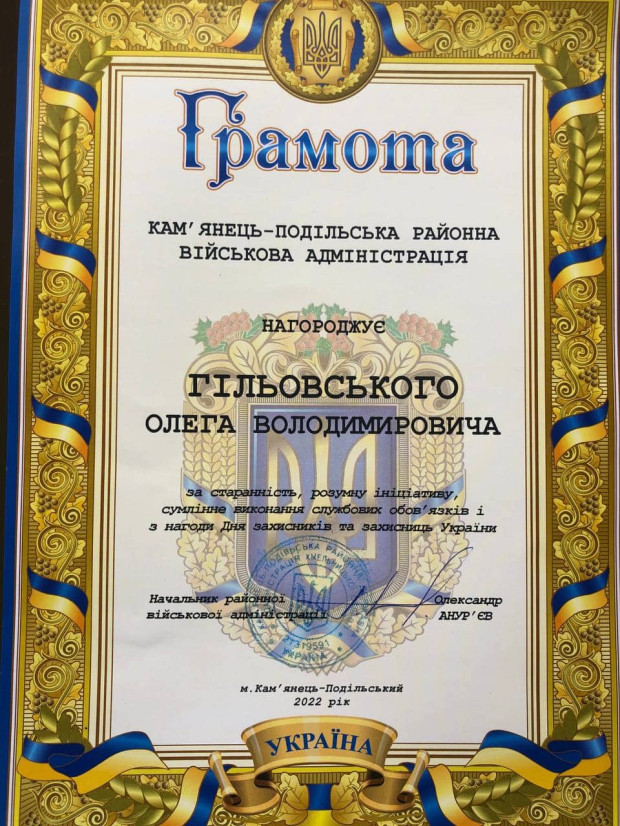 Грамота
КАМ'ЯНЕЦЬ-ПОДІЛЬСЬКА РАЙОННА
ВІЙСЬКОВА АДМІНІСТРАЦІЯ
НАГОРОДЖУЄ
ГІЛЬОВСЬКОГО
ОЛЕГА ВОЛОДИМИРОВИЧА
за старанність, розумну ініціативу,
сумлінне виконання службових обов'язків і
з нагоди Дня захисників та захисниць України
Начальник районної Олександр
військової адміністрації АНУР'ЄВ
21319591
УКРАЇНА
м.Кам'янець-Подільський
2022 рік
УКРАЇНА